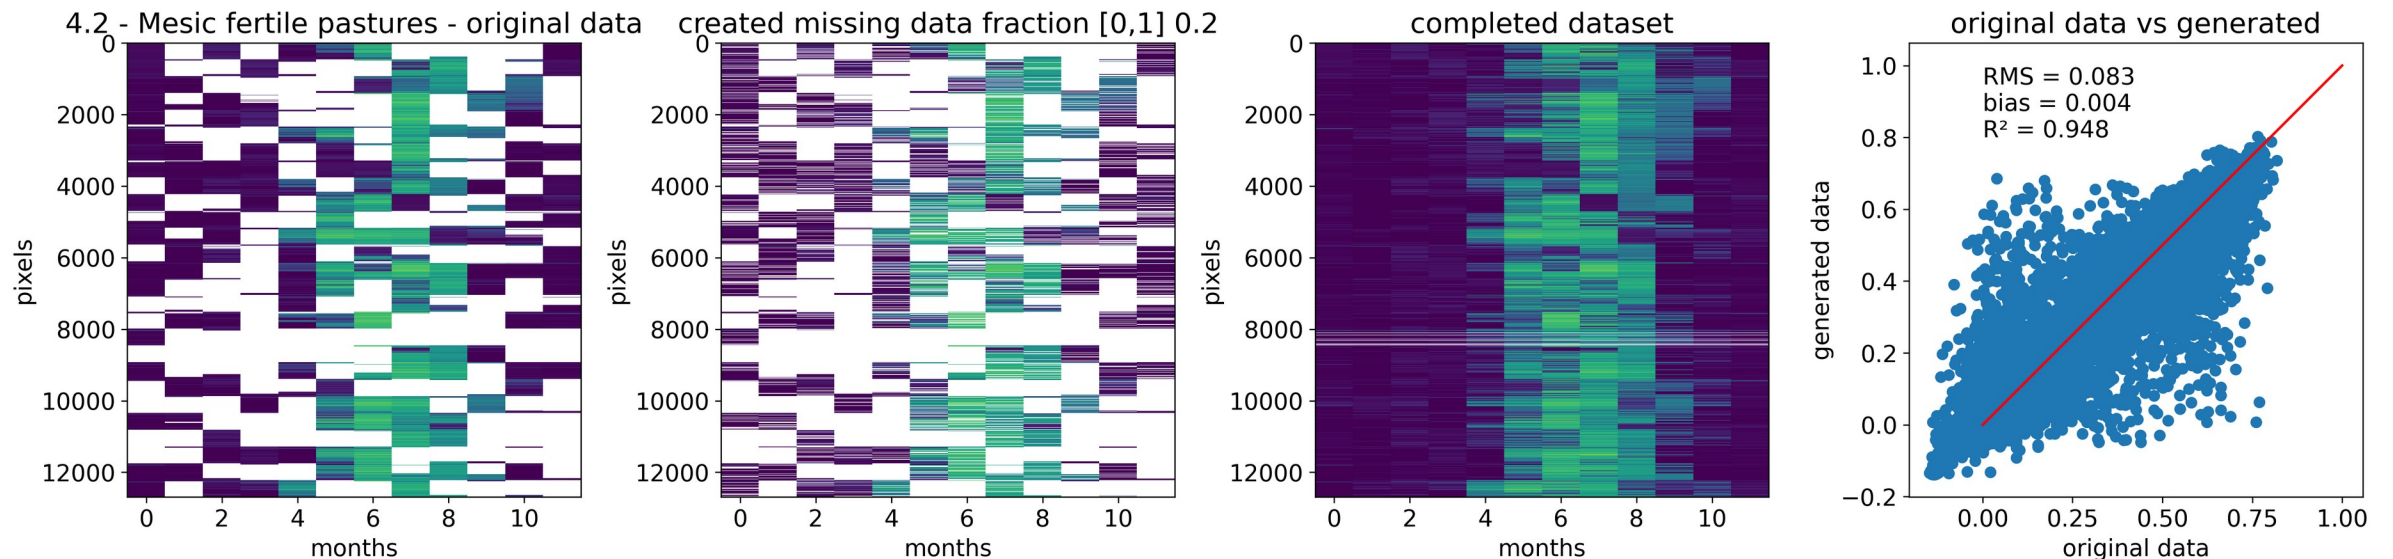 4.2 - Mesic fertile pastures - original data
0
2000
4000
6000
8000
10000
12000
pixels
0 2 4 6 8 10
months
created missing data fraction [0,1] 0.2
0
2000
4000
6000
8000
10000
12000
pixels
0 2 4 6 8 10
months
completed dataset
0
2000
4000
6000
8000
10000
12000
pixels
0 2 4 6 8 10
months
original data vs generated
RMS = 0.083
bias = 0.004
R² = 0.948
1.0
0.8
0.6
0.4
0.2
0.0
−0.2
generated data
0.00 0.25 0.50 0.75 1.00
original data